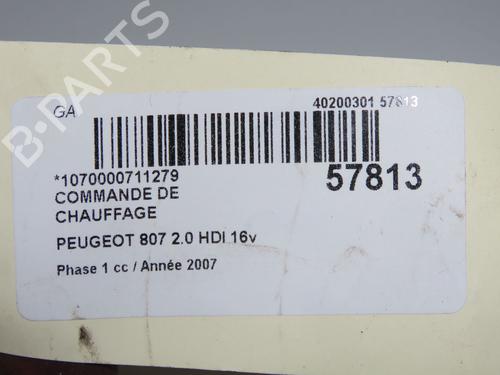 GA
40200301 57813
*1070000711279
57813
COMMANDE DE
CHAUFFAGE
PEUGEOT 807 2.0 HDI 16v
Phase 1 cc / Année 2007
B-PARTS